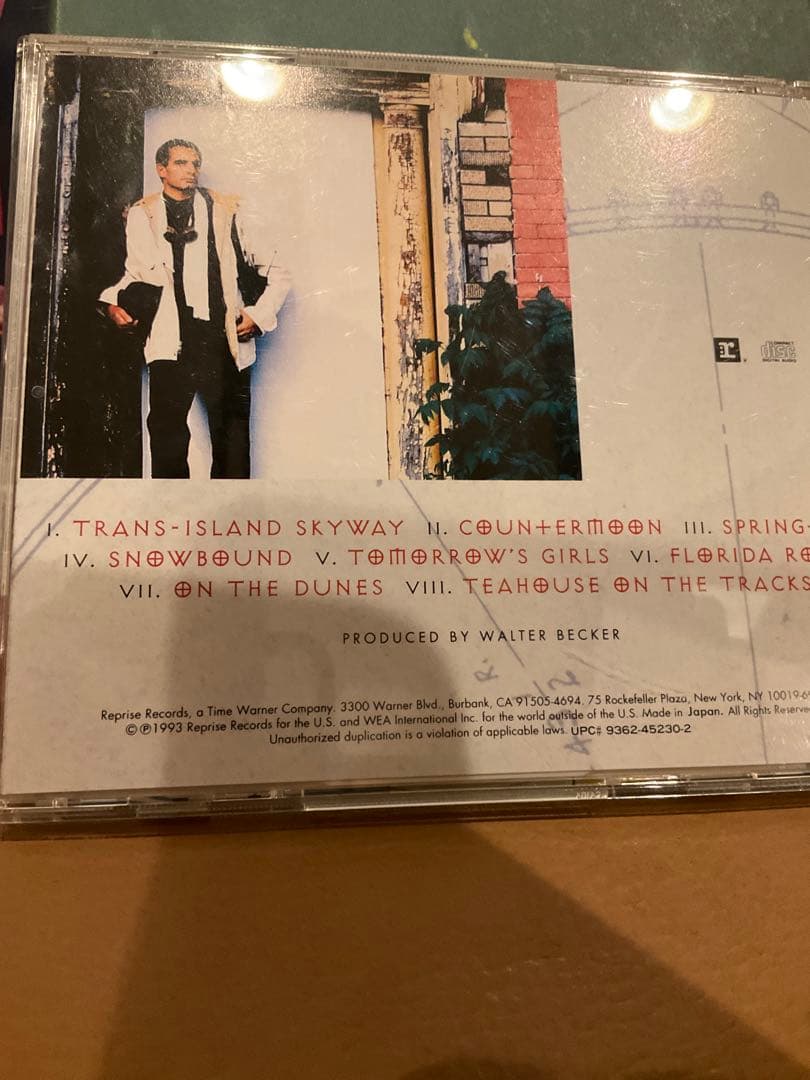 COMPACT
disc
DIGITAL AUDIO
I. TRANS-ISLAND SKYWAY II. COUNTERMOON III. SPRING-
IV. SNOWBOUND V. TOMORROW'S GIRLS VI. FLORIDA RO
VII. ON THE DUNES VIII. TEAHOUSE ON THE TRACKS
PRODUCED BY WALTER BECKER
Reprise Records, a Time Warner Company. 3300 Warner Blvd., Burbank, CA 91505-4694. 75 Rockefeller Plaza, New York, NY 10019-6
©℗1993 Reprise Records for the U.S. and WEA International Inc. for the world outside of the U.S. Made in Japan. All Rights Reserve
Unauthorized duplication is a violation of applicable laws. UPC# 9362-45230-2